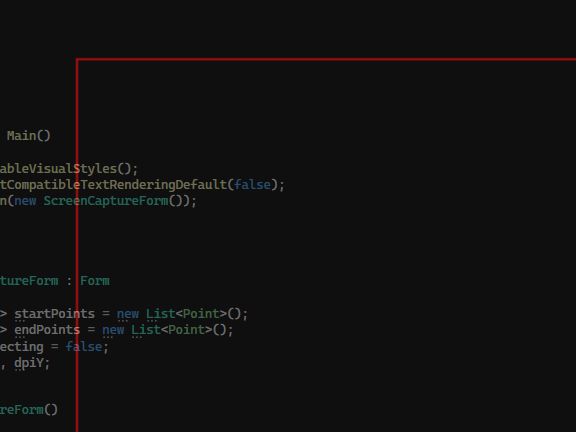 Main()
ableVisualStyles();
tCompatibleTextRenderingDefault(false);
n(new ScreenCaptureForm());
tureForm : Form
> startPoints = new List<Point>();
> endPoints = new List<Point>();
ecting = false;
, dpiY;
reForm()